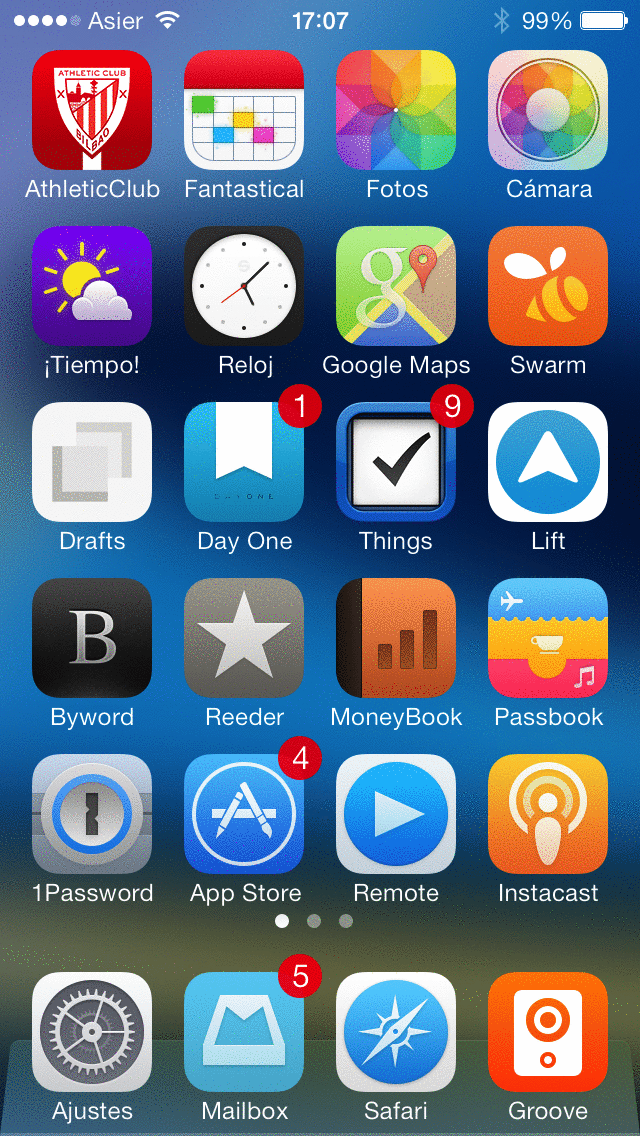 Asier 17:07 99%
ATHLETIC CLUB
BILBAO
AthleticClub Fantastical Fotos Cámara
g
¡Tiempo! Reloj Google Maps Swarm
1 9
DAY ONE
Drafts Day One Things Lift
B
Byword Reeder MoneyBook Passbook
4
1Password App Store Remote Instacast
5
Ajustes Mailbox Safari Groove